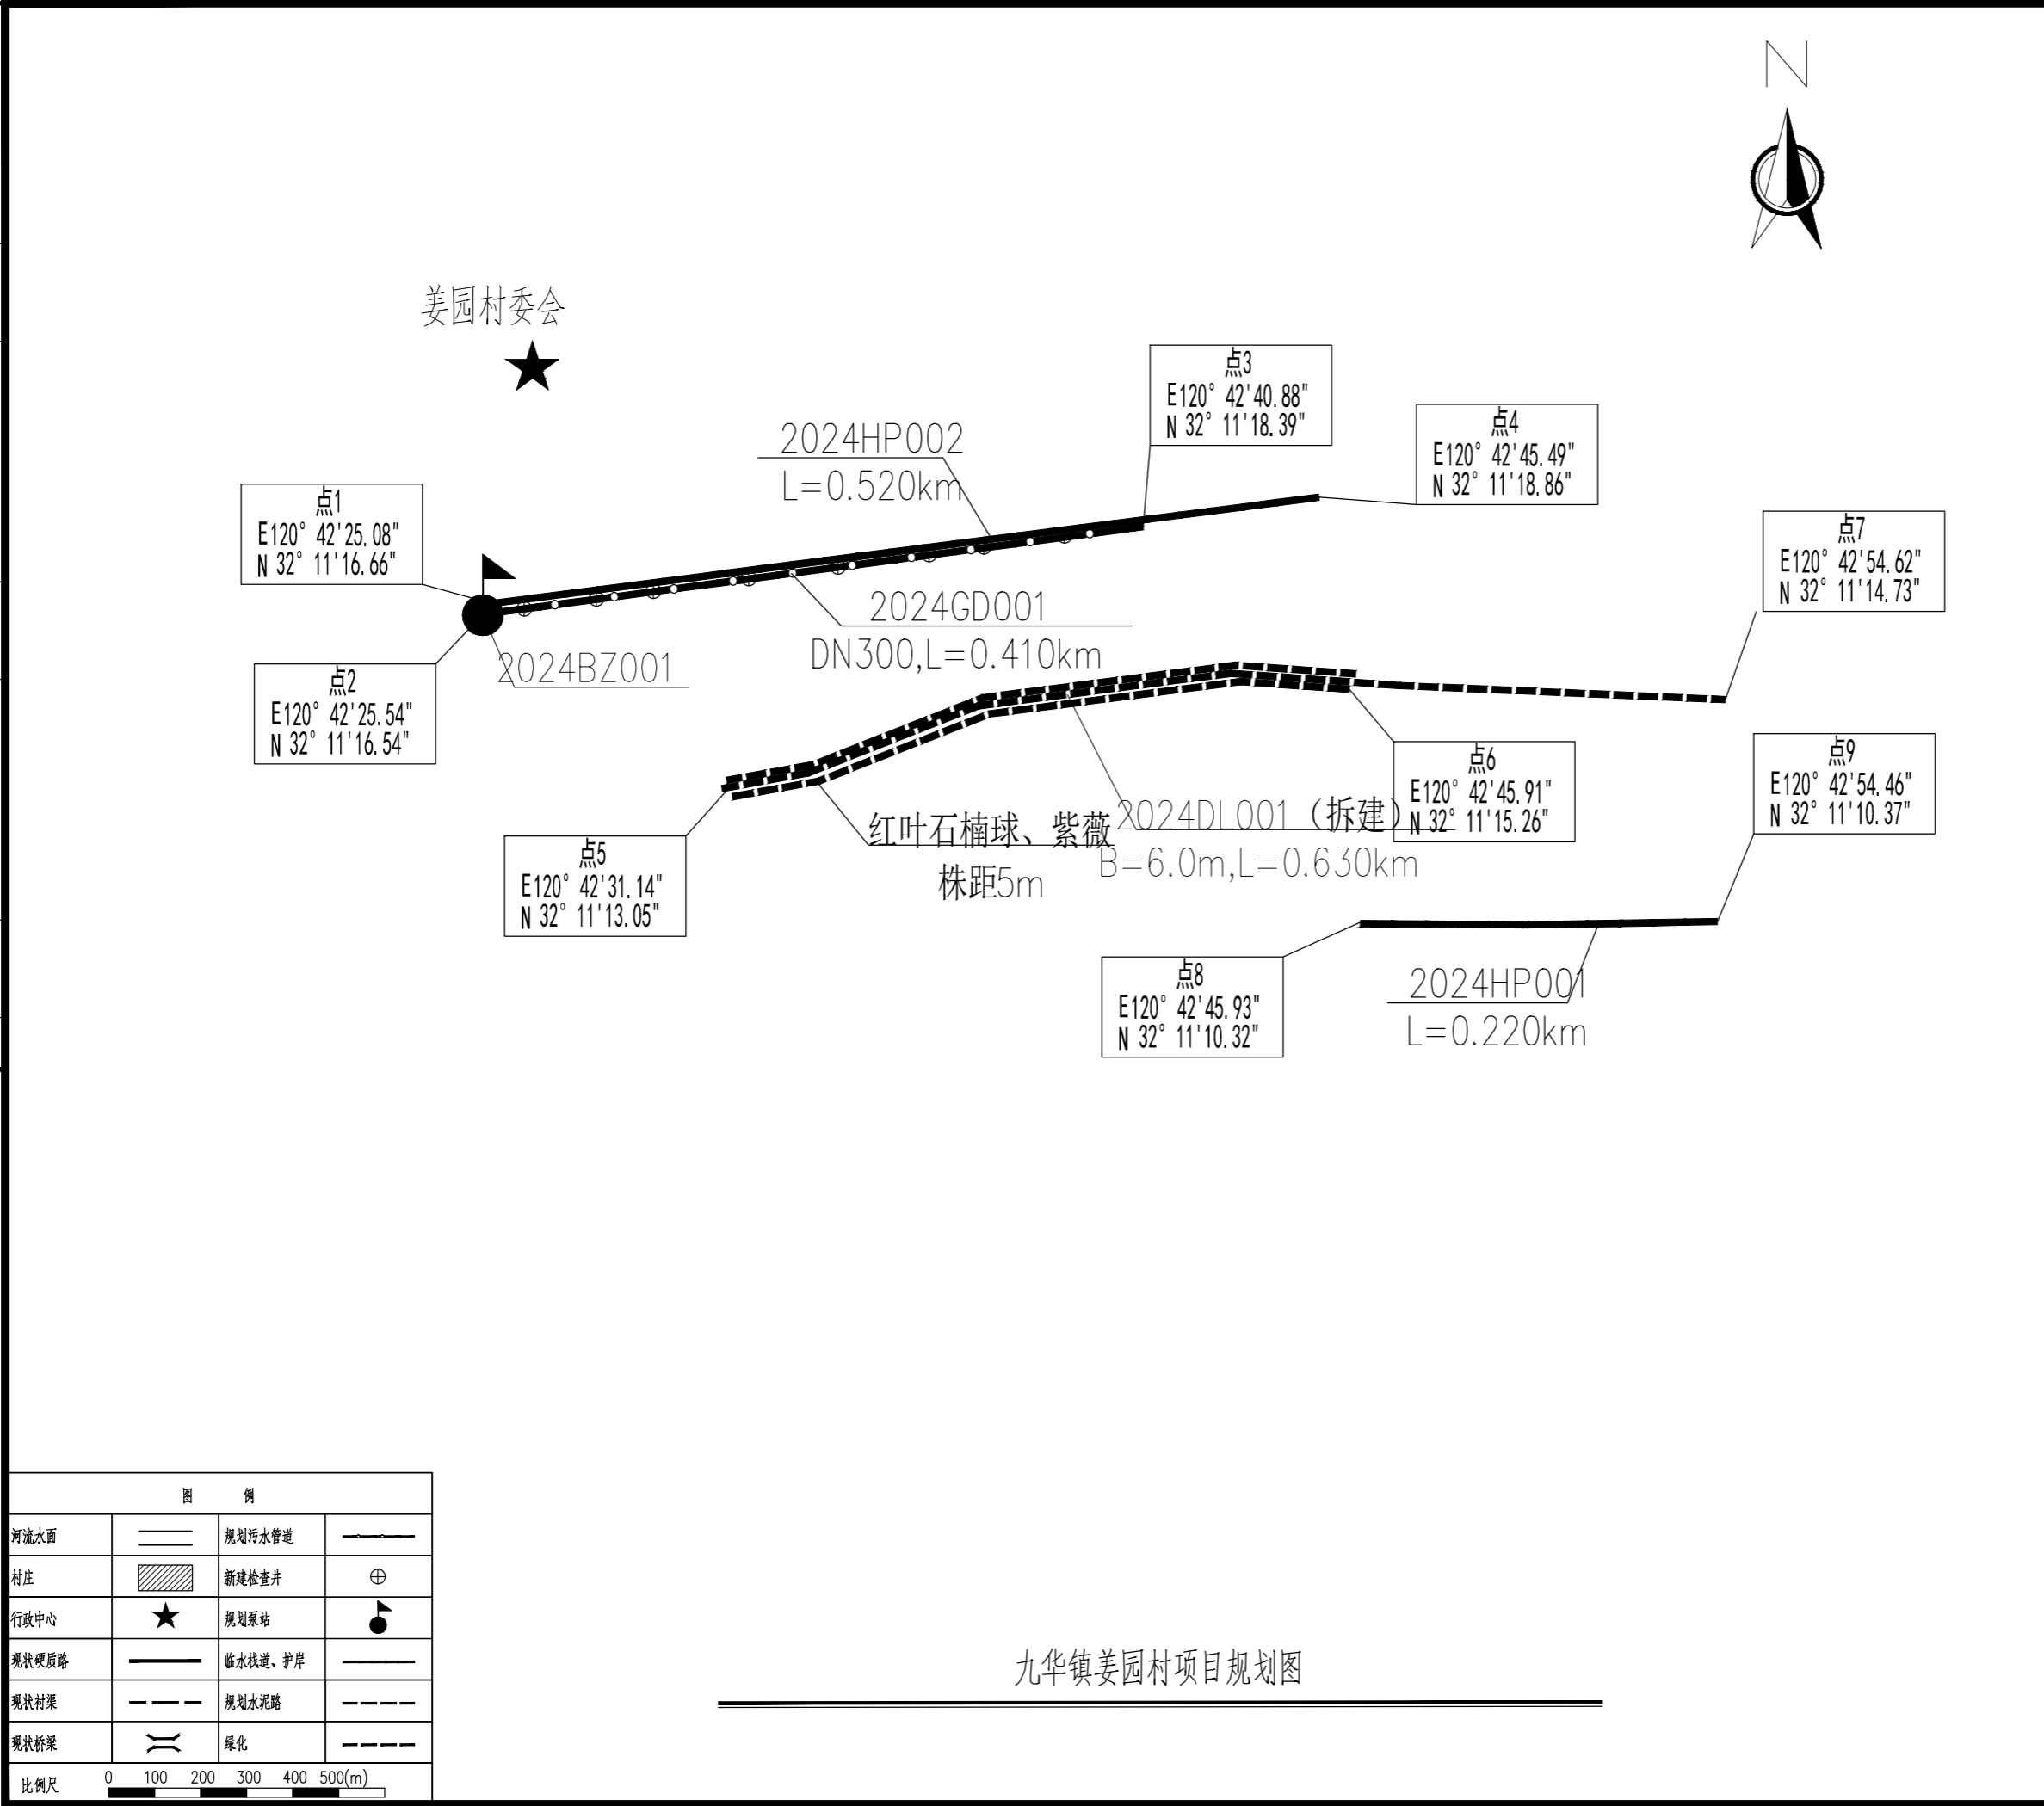 N
姜园村委会
点3
E120° 42'40.88"
N 32° 11'18.39"
点4
E120° 42'45.49"
N 32° 11'18.86"
2024HP002
L=0.520km
点1
E120° 42'25.08"
N 32° 11'16.66"
点7
E120° 42'54.62"
N 32° 11'14.73"
2024GD001
DN300,L=0.410km
2024BZ001
点2
E120° 42'25.54"
N 32° 11'16.54"
点6
E120° 42'45.91"
N 32° 11'15.26"
点9
E120° 42'54.46"
N 32° 11'10.37"
红叶石楠球、紫薇
株距5m
2024DL001（拆建）
B=6.0m,L=0.630km
点5
E120° 42'31.14"
N 32° 11'13.05"
点8
E120° 42'45.93"
N 32° 11'10.32"
2024HP001
L=0.220km
图 例
河流水面 规划污水管道
村庄 新建检查井
行政中心 规划泵站
现状硬质路 临水栈道、护岸
现状村渠 规划水泥路
现状桥梁 绿化
比例尺 0 100 200 300 400 500(m)
九华镇姜园村项目规划图